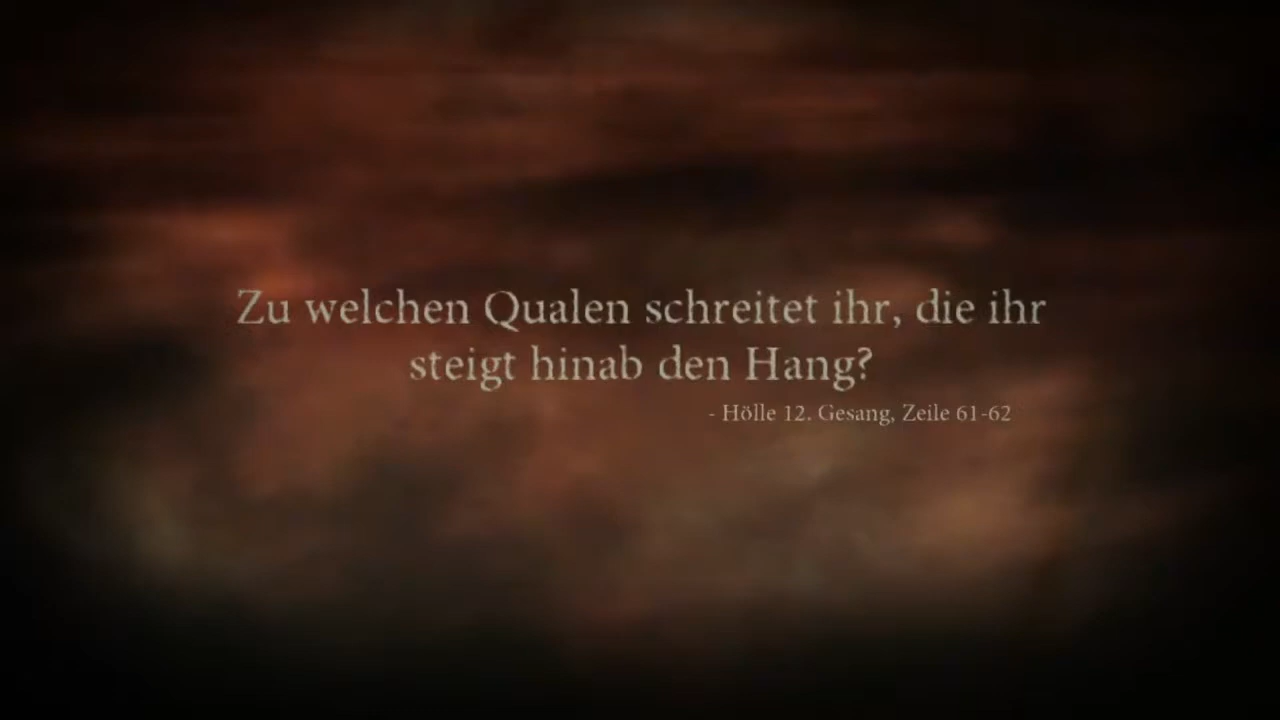 Zu welchen Qualen schreitet ihr, die ihr
steigt hinab den Hang?
- Hölle 12. Gesang, Zeile 61-62